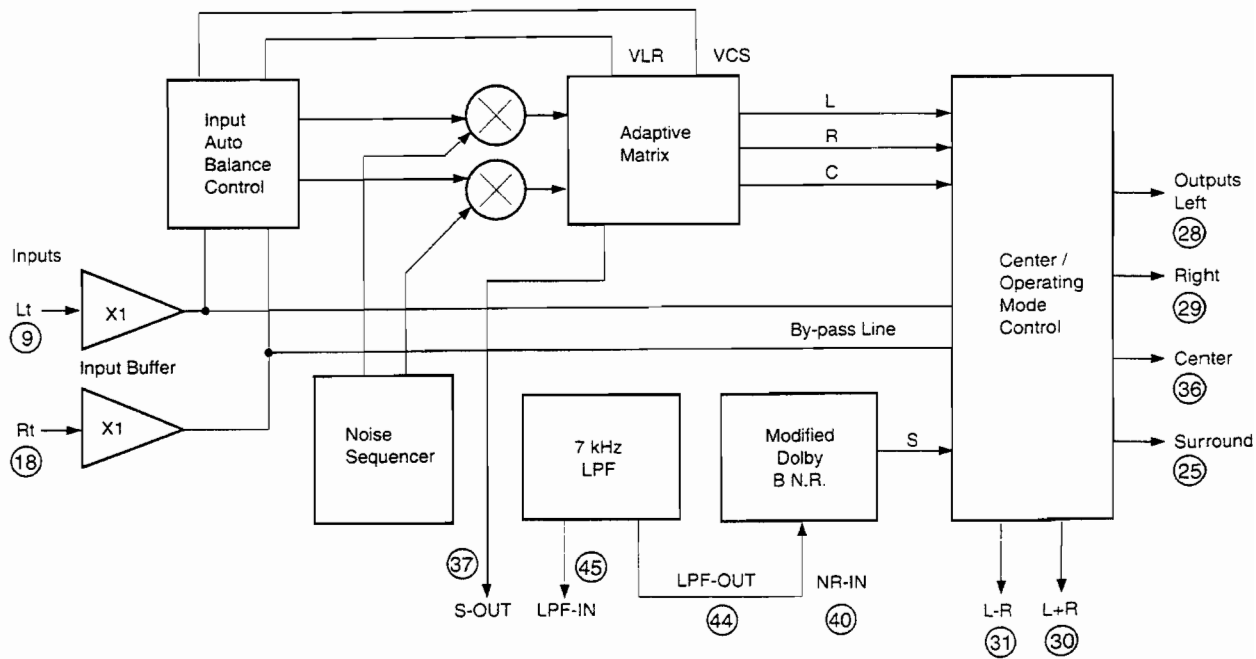 VLR
VCS
Input
Auto
Balance
Control
Adaptive
Matrix
L
R
C
Outputs
Left
28
Right
29
Center
36
Surround
25
Center /
Operating
Mode
Control
Inputs
Lt
9
X1
Input Buffer
Rt
18
X1
By-pass Line
Noise
Sequencer
7 kHz
LPF
Modified
Dolby
B N.R.
S
37
S-OUT
45
LPF-IN
LPF-OUT
44
NR-IN
40
L-R
31
L+R
30